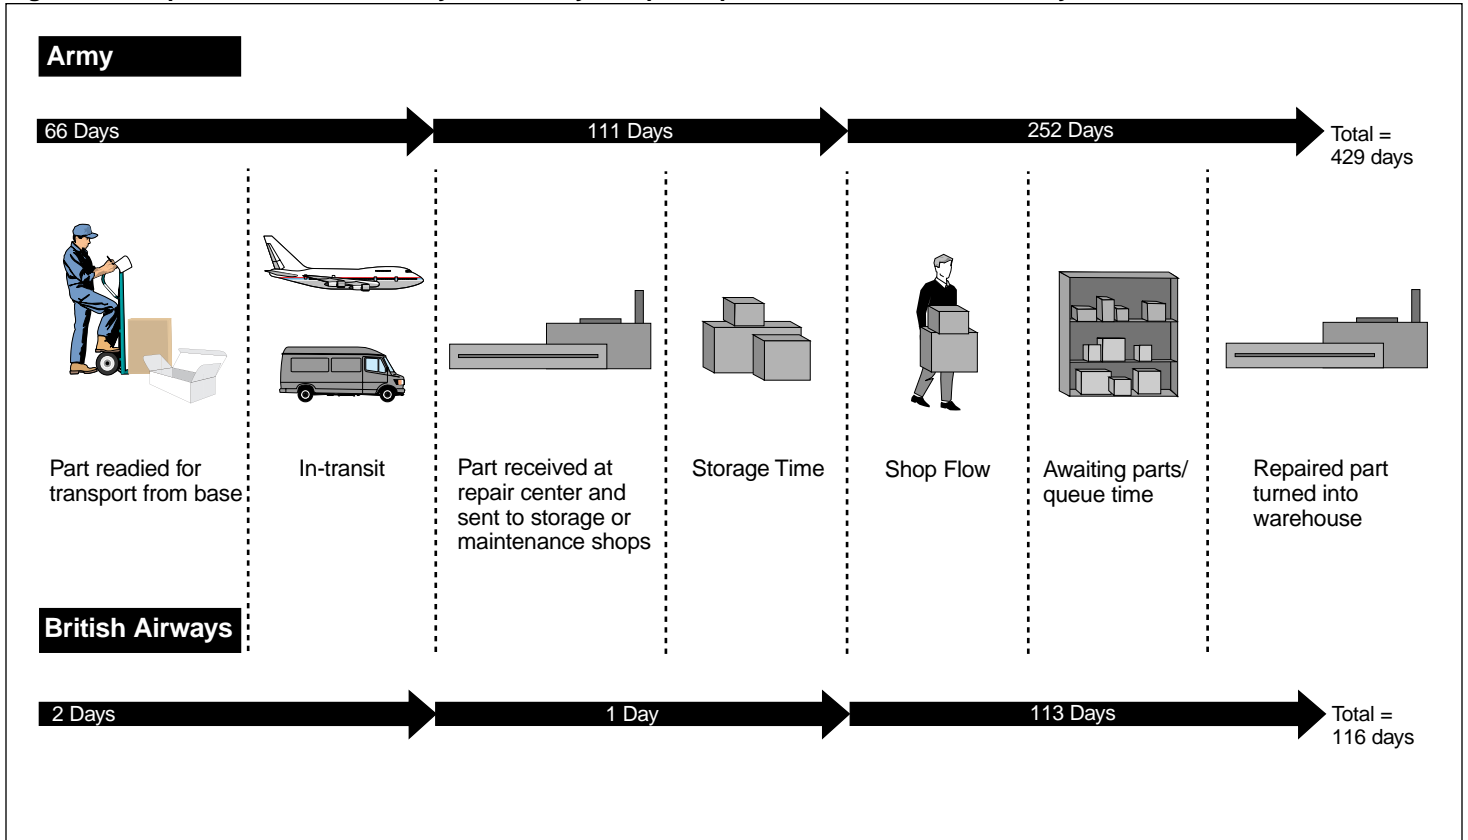 Army
66 Days
111 Days
252 Days
Total =
429 days
Part readied for
transport from base
In-transit
Part received at
repair center and
sent to storage or
maintenance shops
Storage Time
Shop Flow
Awaiting parts/
queue time
Repaired part
turned into
warehouse
British Airways
2 Days
1 Day
113 Days
Total =
116 days